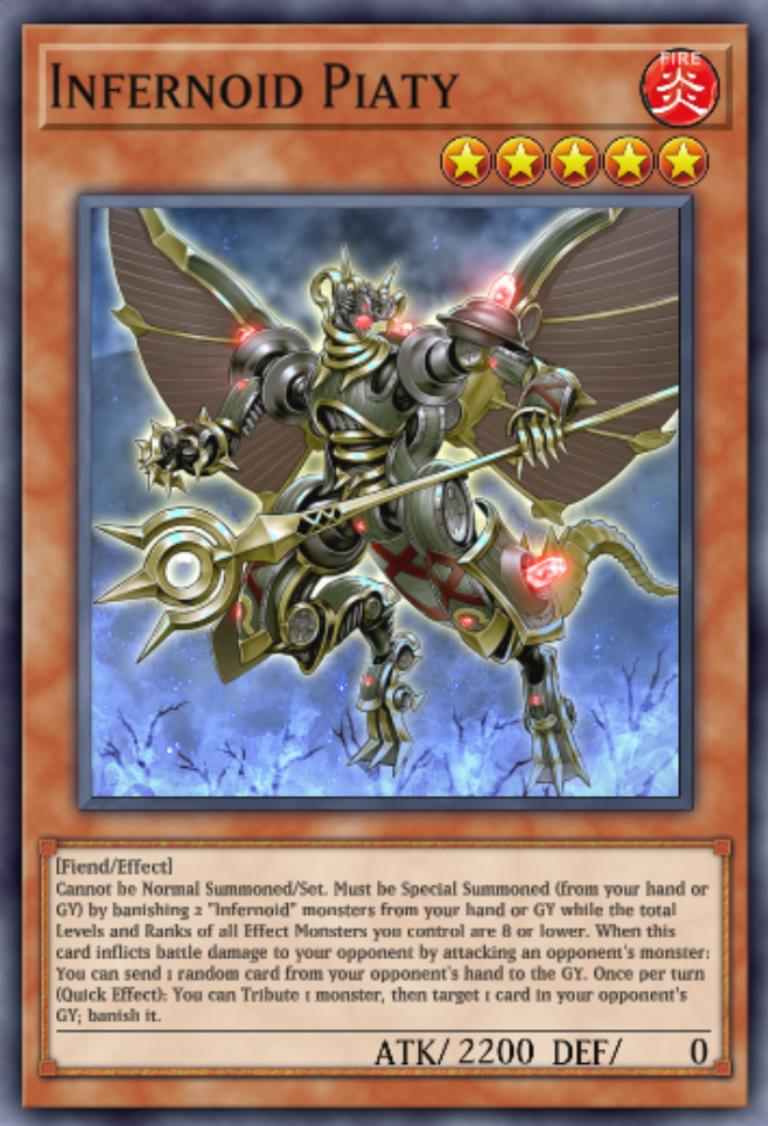 Infernoid Piaty
FIRE
炎
[Fiend/Effect]
Cannot be Normal Summoned/Set. Must be Special Summoned (from your hand or
GY) by banishing 2 "Infernoid" monsters from your hand or GY while the total
Levels and Ranks of all Effect Monsters you control are 8 or lower. When this
card inflicts battle damage to your opponent by attacking an opponent's monster:
You can send 1 random card from your opponent's hand to the GY. Once per turn
(Quick Effect): You can Tribute 1 monster, then target 1 card in your opponent's
GY; banish it.
ATK/ 2200 DEF/ 0